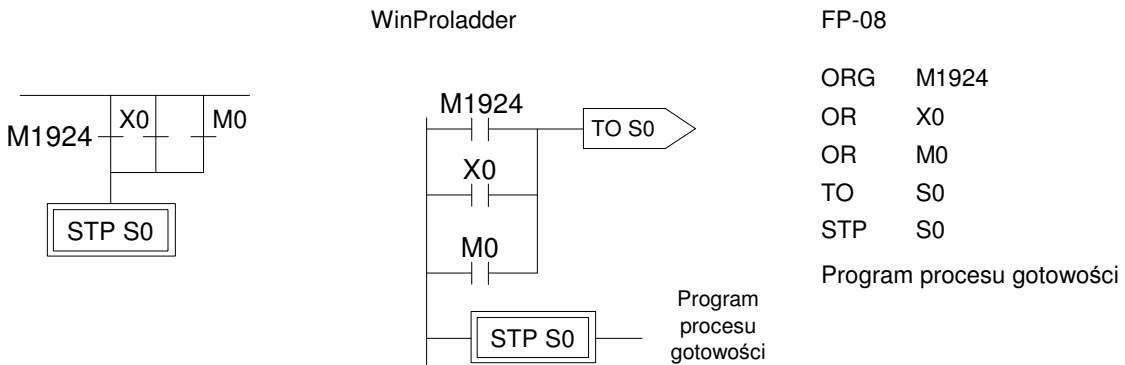 WinProladder
FP-08
X0
M0
M1924
STP S0
M1924
TO S0
X0
M0
STP S0
Program
procesu
gotowości
ORG M1924
OR X0
OR M0
TO S0
STP S0
Program procesu gotowości